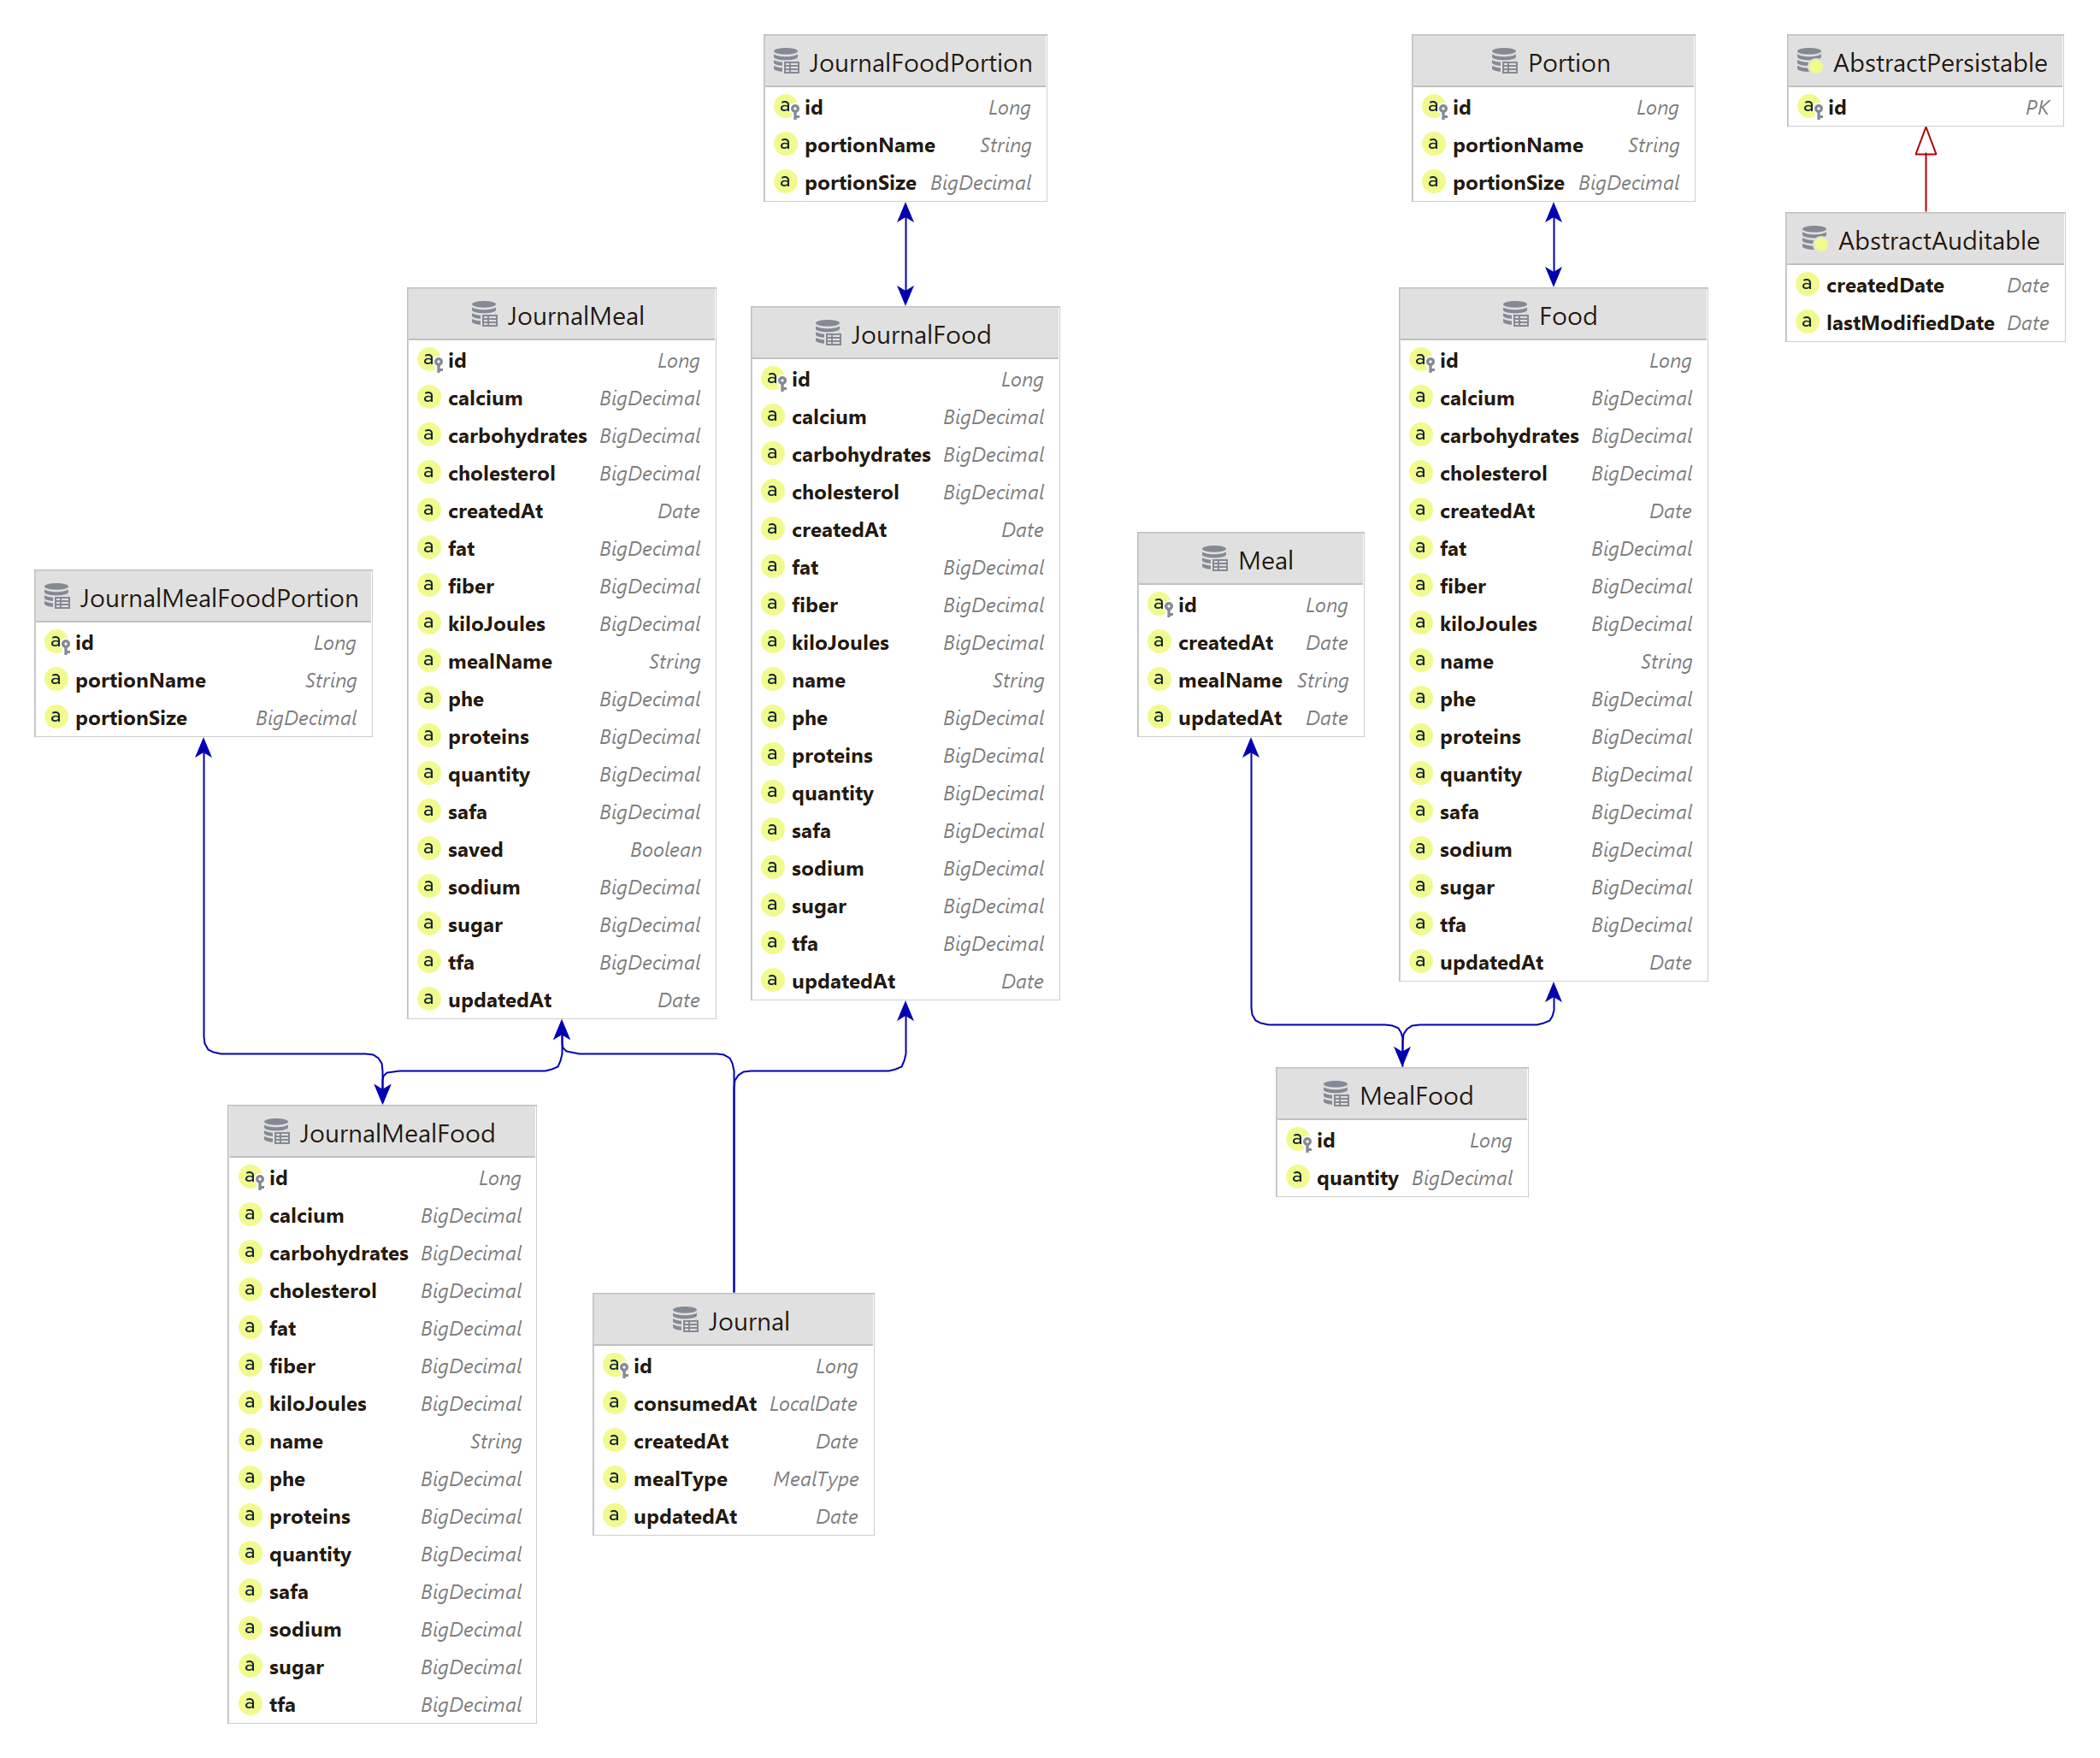 JournalFoodPortion
id Long
portionName String
portionSize BigDecimal
Portion
id Long
portionName String
portionSize BigDecimal
AbstractPersistable
id PK
AbstractAuditable
createdDate Date
lastModifiedDate Date
JournalMeal
id Long
calcium BigDecimal
carbohydrates BigDecimal
cholesterol BigDecimal
createdAt Date
fat BigDecimal
fiber BigDecimal
kiloJoules BigDecimal
mealName String
phe BigDecimal
proteins BigDecimal
quantity BigDecimal
safa BigDecimal
saved Boolean
sodium BigDecimal
sugar BigDecimal
tfa BigDecimal
updatedAt Date
JournalFood
id Long
calcium BigDecimal
carbohydrates BigDecimal
cholesterol BigDecimal
createdAt Date
fat BigDecimal
fiber BigDecimal
kiloJoules BigDecimal
name String
phe BigDecimal
proteins BigDecimal
quantity BigDecimal
safa BigDecimal
sodium BigDecimal
sugar BigDecimal
tfa BigDecimal
updatedAt Date
Food
id Long
calcium BigDecimal
carbohydrates BigDecimal
cholesterol BigDecimal
createdAt Date
fat BigDecimal
fiber BigDecimal
kiloJoules BigDecimal
name String
phe BigDecimal
proteins BigDecimal
quantity BigDecimal
safa BigDecimal
sodium BigDecimal
sugar BigDecimal
tfa BigDecimal
updatedAt Date
Meal
id Long
createdAt Date
mealName String
updatedAt Date
JournalMealFoodPortion
id Long
portionName String
portionSize BigDecimal
MealFood
id Long
quantity BigDecimal
JournalMealFood
id Long
calcium BigDecimal
carbohydrates BigDecimal
cholesterol BigDecimal
fat BigDecimal
fiber BigDecimal
kiloJoules BigDecimal
name String
phe BigDecimal
proteins BigDecimal
quantity BigDecimal
safa BigDecimal
sodium BigDecimal
sugar BigDecimal
tfa BigDecimal
Journal
id Long
consumedAt LocalDate
createdAt Date
mealType MealType
updatedAt Date